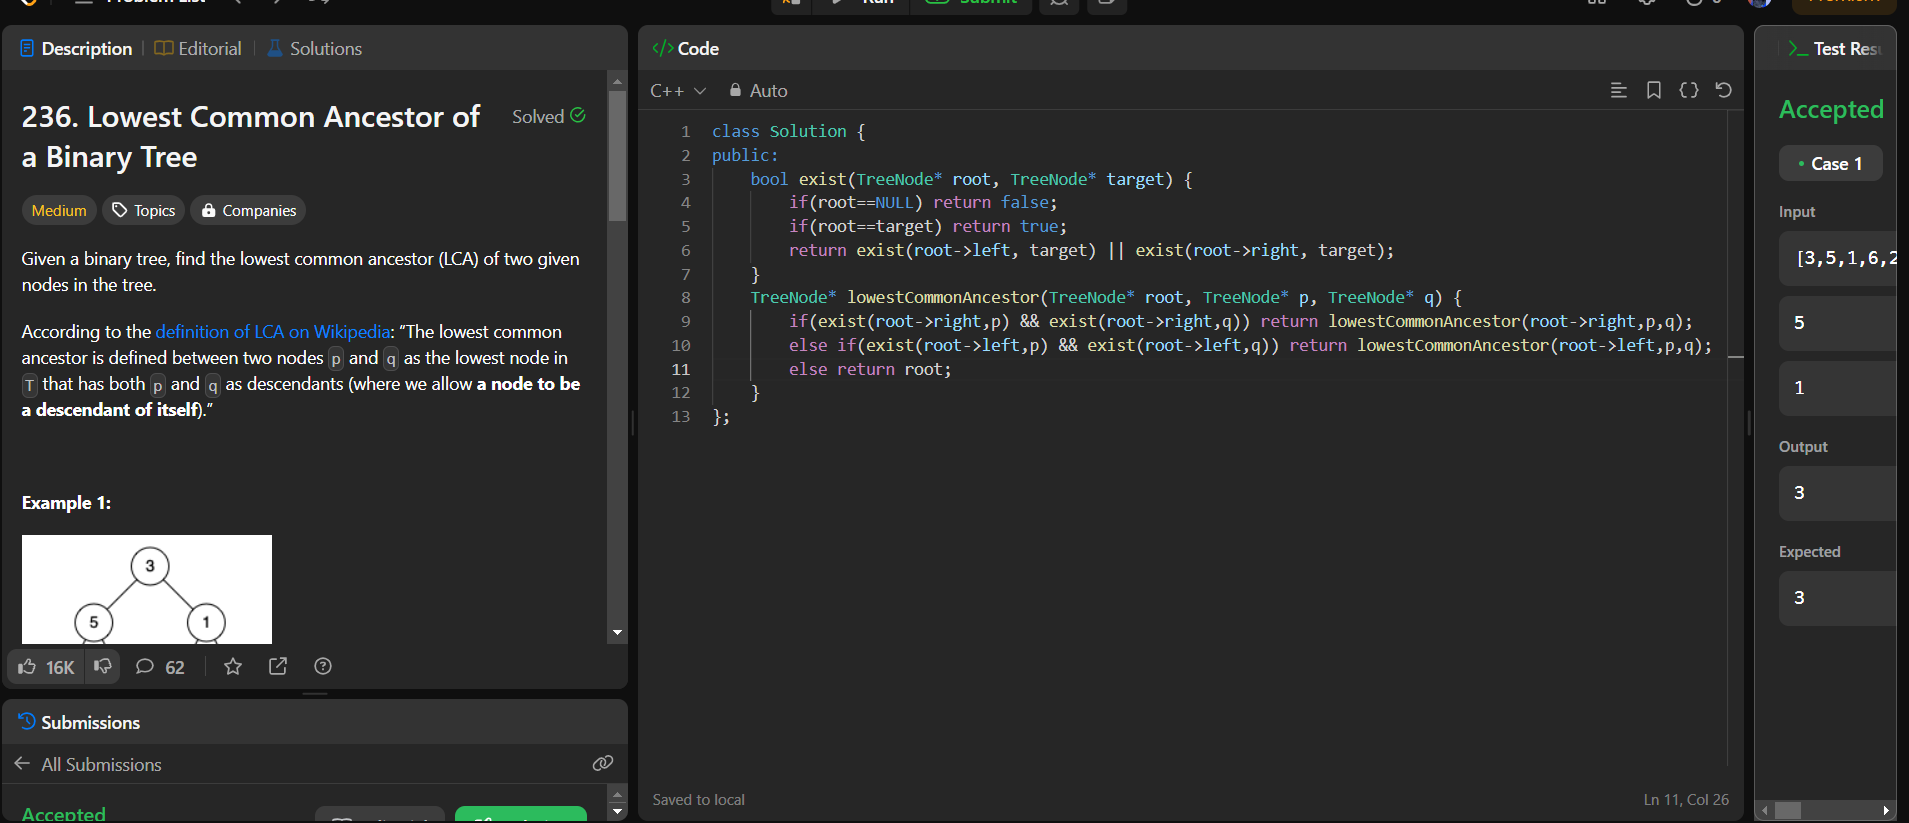 Problem List
Run
Submit
0
Premium
Description
Editorial
Solutions
236. Lowest Common Ancestor of
a Binary Tree
Solved
Medium
Topics
Companies
Given a binary tree, find the lowest common ancestor (LCA) of two given
nodes in the tree.
According to the definition of LCA on Wikipedia: “The lowest common
ancestor is defined between two nodes p and q as the lowest node in
T that has both p and q as descendants (where we allow a node to be
a descendant of itself).”
Example 1:
3
5
1
16K
62
Submissions
All Submissions
Accepted
Code
C++
Auto
1 class Solution {
2 public:
3 bool exist(TreeNode* root, TreeNode* target) {
4 if(root==NULL) return false;
5 if(root==target) return true;
6 return exist(root->left, target) || exist(root->right, target);
7 }
8 TreeNode* lowestCommonAncestor(TreeNode* root, TreeNode* p, TreeNode* q) {
9 if(exist(root->right,p) && exist(root->right,q)) return lowestCommonAncestor(root->right,p,q);
10 else if(exist(root->left,p) && exist(root->left,q)) return lowestCommonAncestor(root->left,p,q);
11 else return root;
12 }
13 };
Saved to local
Ln 11, Col 26
Test Resu
Accepted
• Case 1
Input
[3,5,1,6,2
5
1
Output
3
Expected
3